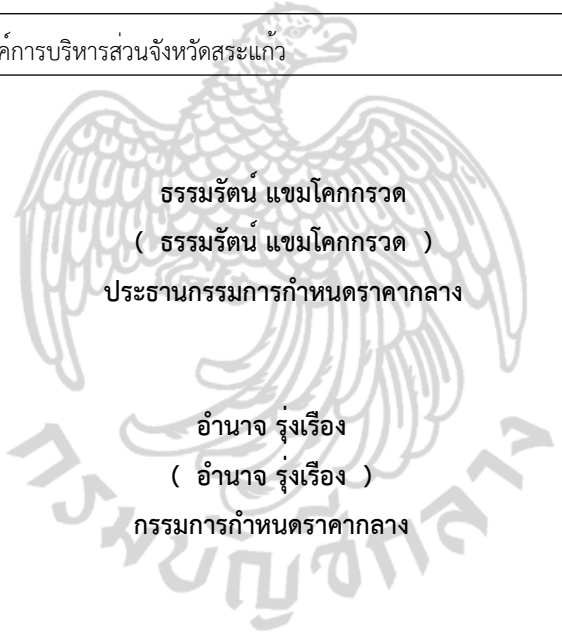 ค์การบริหารส่วนจังหวัดสระแก้ว
ธรรมรัตน์ แขมโคกกรวด
( ธรรมรัตน์ แขมโคกกรวด )
ประธานกรรมการกำหนดราคากลาง
อำนาจ รุ่งเรือง
( อำนาจ รุ่งเรือง )
กรรมการกำหนดราคากลาง
กรมบัญชีกลาง